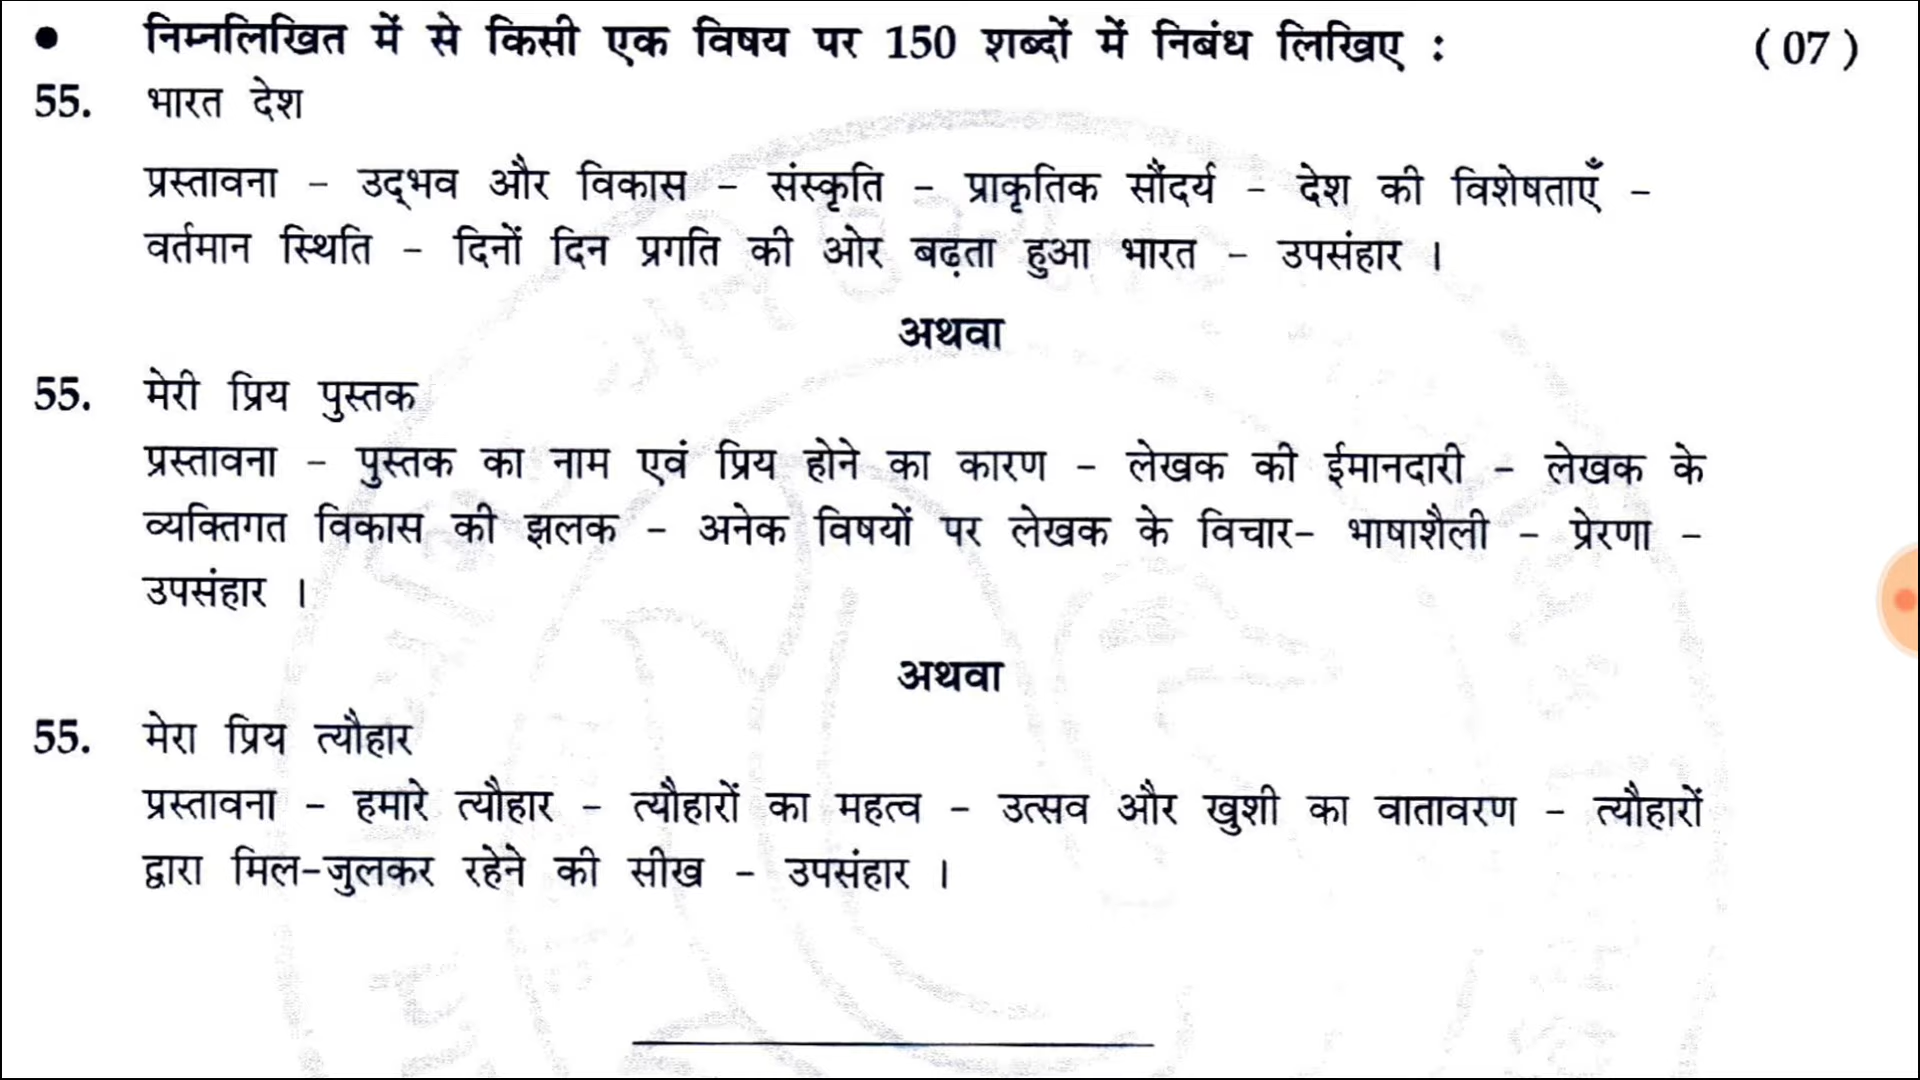 ● निम्नलिखित में से किसी एक विषय पर 150 शब्दों में निबंध लिखिए : (07)
55. भारत देश
प्रस्तावना – उद्‌भव और विकास – संस्कृति – प्राकृतिक सौंदर्य – देश की विशेषताएँ –
वर्तमान स्थिति – दिनों दिन प्रगति की ओर बढ़ता हुआ भारत – उपसंहार ।
अथवा
55. मेरी प्रिय पुस्तक
प्रस्तावना – पुस्तक का नाम एवं प्रिय होने का कारण – लेखक की ईमानदारी – लेखक के
व्यक्तिगत विकास की झलक – अनेक विषयों पर लेखक के विचार– भाषाशैली – प्रेरणा –
उपसंहार ।
अथवा
55. मेरा प्रिय त्यौहार
प्रस्तावना – हमारे त्यौहार – त्यौहारों का महत्व – उत्सव और खुशी का वातावरण – त्यौहारों
द्वारा मिल-जुलकर रहेने की सीख – उपसंहार ।